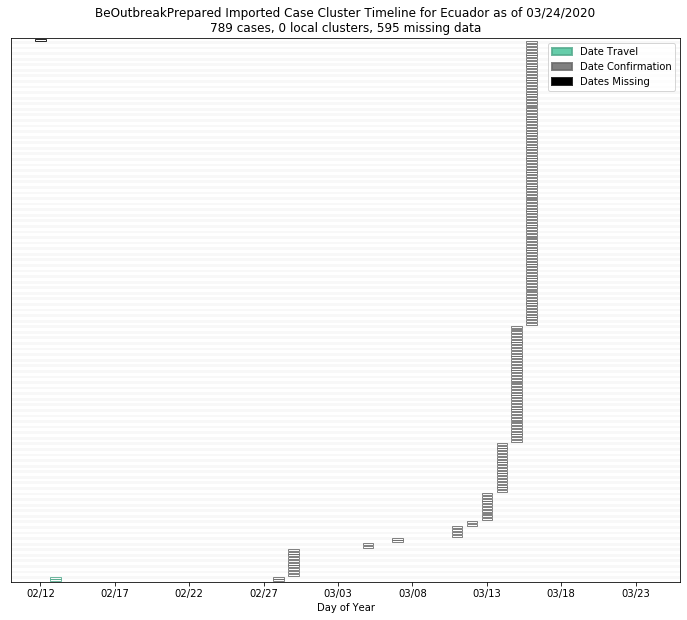 BeOutbreakPrepared Imported Case Cluster Timeline for Ecuador as of 03/24/2020
789 cases, 0 local clusters, 595 missing data
Date Travel
Date Confirmation
Dates Missing
02/12 02/17 02/22 02/27 03/03 03/08 03/13 03/18 03/23
Day of Year